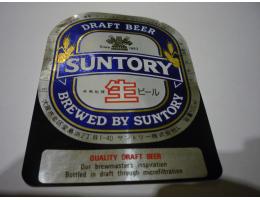 DRAFT BEER
Since 1963
SUNTORY
生ビール
BREWED BY SUNTORY
QUALITY DRAFT BEER
Our brewmaster's inspiration
Bottled in draft through microfiltration